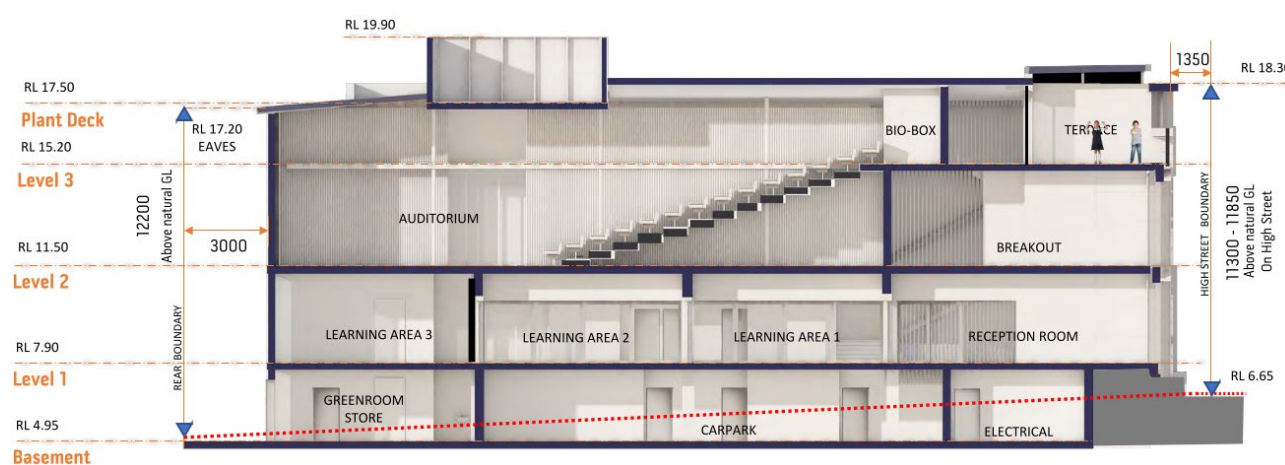 RL 19.90
1350
RL 18.30
RL 17.50
Plant Deck
RL 17.20
EAVES
BIO-BOX
TERRACE
RL 15.20
Level 3
12200
Above natural GL
3000
AUDITORIUM
BREAKOUT
HIGH STREET BOUNDARY
11300 - 11850
Above natural GL
On High Street
RL 11.50
Level 2
REAR BOUNDARY
LEARNING AREA 3
LEARNING AREA 2
LEARNING AREA 1
RECEPTION ROOM
RL 7.90
Level 1
RL 6.65
GREENROOM
STORE
CARPARK
ELECTRICAL
RL 4.95
Basement